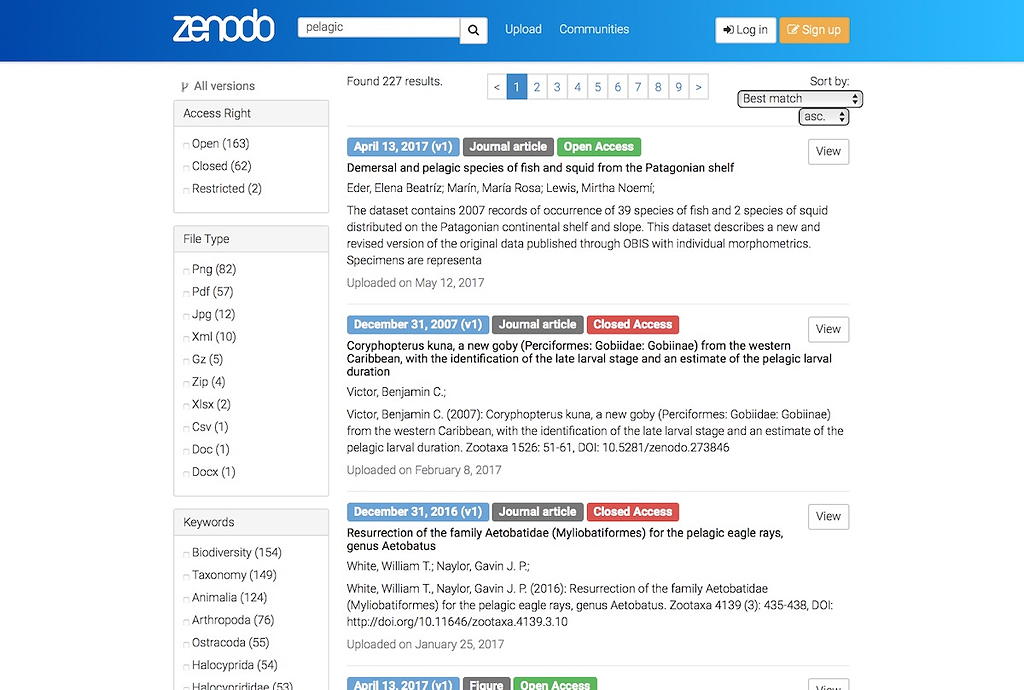 zenodo
pelagic
Upload
Communities
Log in
Sign up
All versions
Access Right
Open (163)
Closed (62)
Restricted (2)
File Type
Png (82)
Pdf (57)
Jpg (12)
Xml (10)
Gz (5)
Zip (4)
Xlsx (2)
Csv (1)
Doc (1)
Docx (1)
Keywords
Biodiversity (154)
Taxonomy (149)
Animalia (124)
Arthropoda (76)
Ostracoda (55)
Halocyprida (54)
Halocyprididae (53)
Found 227 results.
< 1 2 3 4 5 6 7 8 9 >
Sort by:
Best match
asc.
April 13, 2017 (v1) Journal article Open Access
View
Demersal and pelagic species of fish and squid from the Patagonian shelf
Eder, Elena Beatríz; Marín, María Rosa; Lewis, Mirtha Noemí;
The dataset contains 2007 records of occurrence of 39 species of fish and 2 species of squid
distributed on the Patagonian continental shelf and slope. This dataset describes a new and
revised version of the original data published through OBIS with individual morphometrics.
Specimens are representa
Uploaded on May 12, 2017
December 31, 2007 (v1) Journal article Closed Access
View
Coryphopterus kuna, a new goby (Perciformes: Gobiidae: Gobiinae) from the western
Caribbean, with the identification of the late larval stage and an estimate of the pelagic larval
duration
Victor, Benjamin C.;
Victor, Benjamin C. (2007): Coryphopterus kuna, a new goby (Perciformes: Gobiidae: Gobiinae)
from the western Caribbean, with the identification of the late larval stage and an estimate of the
pelagic larval duration. Zootaxa 1526: 51-61, DOI: 10.5281/zenodo.273846
Uploaded on February 8, 2017
December 31, 2016 (v1) Journal article Closed Access
View
Resurrection of the family Aetobatidae (Myliobatiformes) for the pelagic eagle rays,
genus Aetobatus
White, William T.; Naylor, Gavin J. P.;
White, William T., Naylor, Gavin J. P. (2016): Resurrection of the family Aetobatidae
(Myliobatiformes) for the pelagic eagle rays, genus Aetobatus. Zootaxa 4139 (3): 435-438, DOI:
http://doi.org/10.11646/zootaxa.4139.3.10
Uploaded on January 25, 2017
April 13, 2017 (v1) Figure Open Access
View